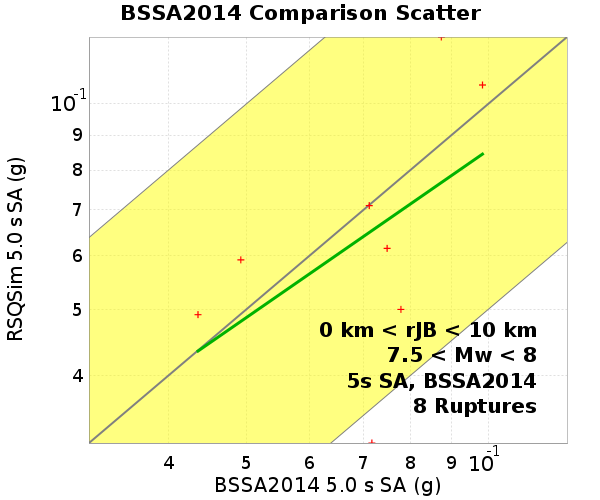 BSSA2014 Comparison Scatter
RSQSim 5.0 s SA (g)
10-1
9
8
7
6
5
4
0 km < rJB < 10 km
7.5 < Mw < 8
5s SA, BSSA2014
8 Ruptures
4 5 6 7 8 9 10-1
BSSA2014 5.0 s SA (g)